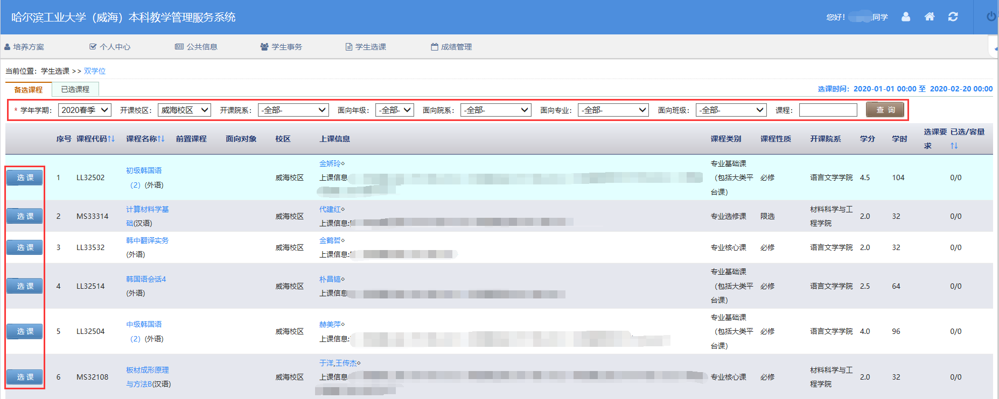 哈尔滨工业大学（威海）本科教学管理服务系统
您好! 同学
培养方案 个人中心 公共信息 学生事务 学生选课 成绩管理
当前位置：学生选课 >> 双学位
备选课程 已选课程
选课时间：2020-01-01 00:00 至 2020-02-20 00:00
* 学年学期： 2020春季 开课校区： 威海校区 开课院系： -全部- 面向年级： -全部- 面向院系： -全部- 面向专业： -全部- 面向班级： -全部- 课程： 查 询
序号 课程代码↑↓ 课程名称↑↓ 前置课程 面向对象 校区 上课信息 课程类别 课程性质 开课院系 学分 学时 选课要 已选/容量
求 ↑↓
金娇玲◇ 专业基础课
选 课 1 LL32502 初级韩国语 威海校区 上课信息 （包括大类平 必修 语言文学学院 4.5 104 0/0
（2）(外语) 台课）
计算材料学基 代建红◇ 材料科学与工
选 课 2 MS33314 威海校区 专业选修课 限选 2.0 32 0/0
础(汉语) 上课信息: 程学院
韩中翻译实务 金鹤哲◇
选 课 3 LL33532 威海校区 专业核心课 必修 语言文学学院 2.0 32 0/0
(外语) 上课信息:
专业基础课
韩国语会话4 朴昌镐◇
选 课 4 LL32514 威海校区 （包括大类平 必修 语言文学学院 2.5 64 0/0
(外语) 上课信息 台课）
专业基础课
中级韩国语 赫美萍◇
选 课 5 LL32504 威海校区 （包括大类平 必修 语言文学学院 4.0 96 0/0
（2）(外语) 上课信息: 台课）
于洋,王传杰◇
板材成形原理 材料科学与工
选 课 6 MS32108 威海校区 上课信息 专业核心课 必修 2.0 32 0/0
与方法B(汉语) 程学院